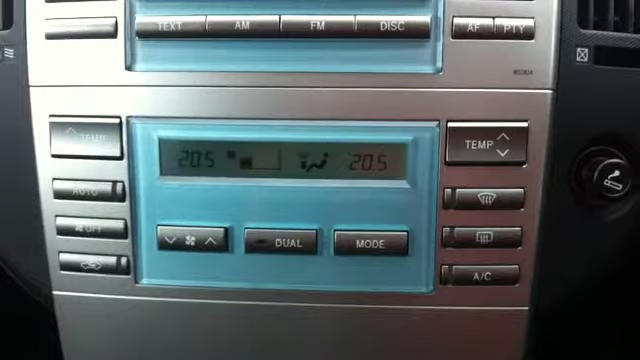 TEXT AM FM DISC AF PTY
TEMP 20.5 20.5 TEMP
AUTO
OFF DUAL MODE
A/C